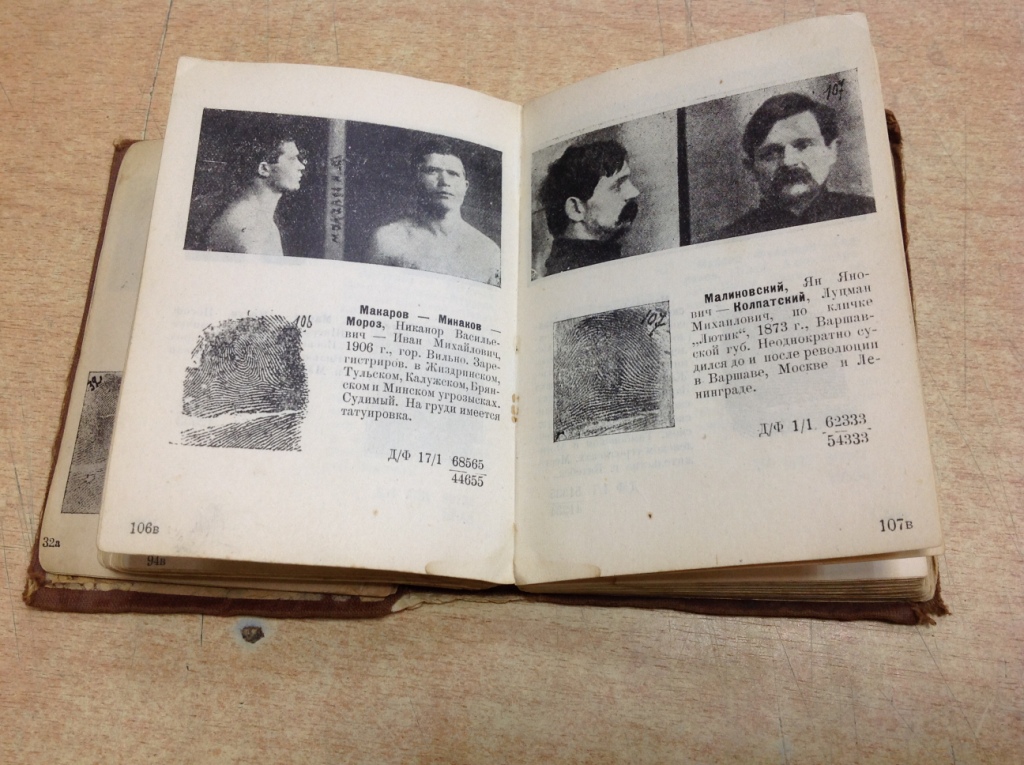 106
Макаров — Минаков —
Мороз, Никанор Василье-
вич — Иван Михайлович,
1906 г., гор. Вильно. Заре-
гистриров. в Жиздринском,
Тульском, Калужском, Брян-
ском и Минском угрозысках.
Судимый. На груди имеется
татуировка.
Д/Ф 17/1 68565
44655
106в
32а
94в
107
107
Малиновский, Ян Яно-
вич — Колпатский, Луцман
Михаилович, по кличке
„Лютик“, 1873 г., Варшав-
ской губ. Неоднократно су-
дился до и после революции
в Варшаве, Москве и Ле-
нинграде.
Д/Ф 1/1 62333
54333
107в